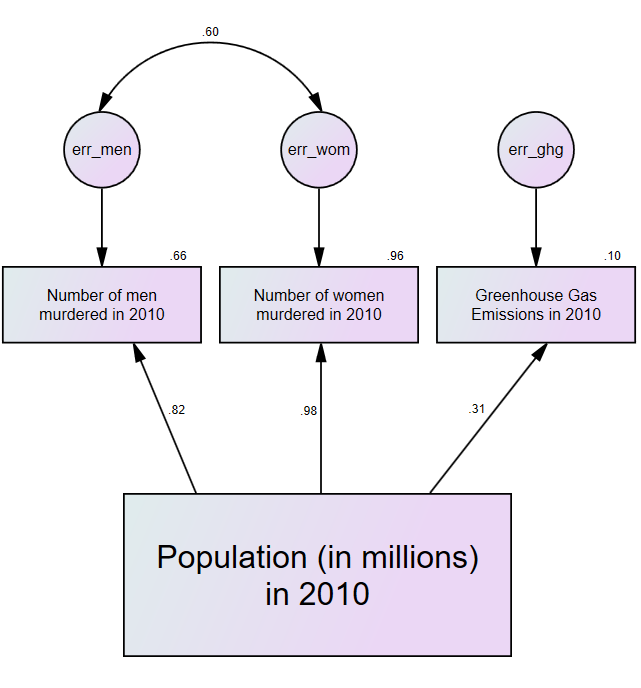 .60
err_men
err_wom
err_ghg
.66
.96
.10
Number of men
murdered in 2010
Number of women
murdered in 2010
Greenhouse Gas
Emissions in 2010
.82
.98
.31
Population (in millions)
in 2010